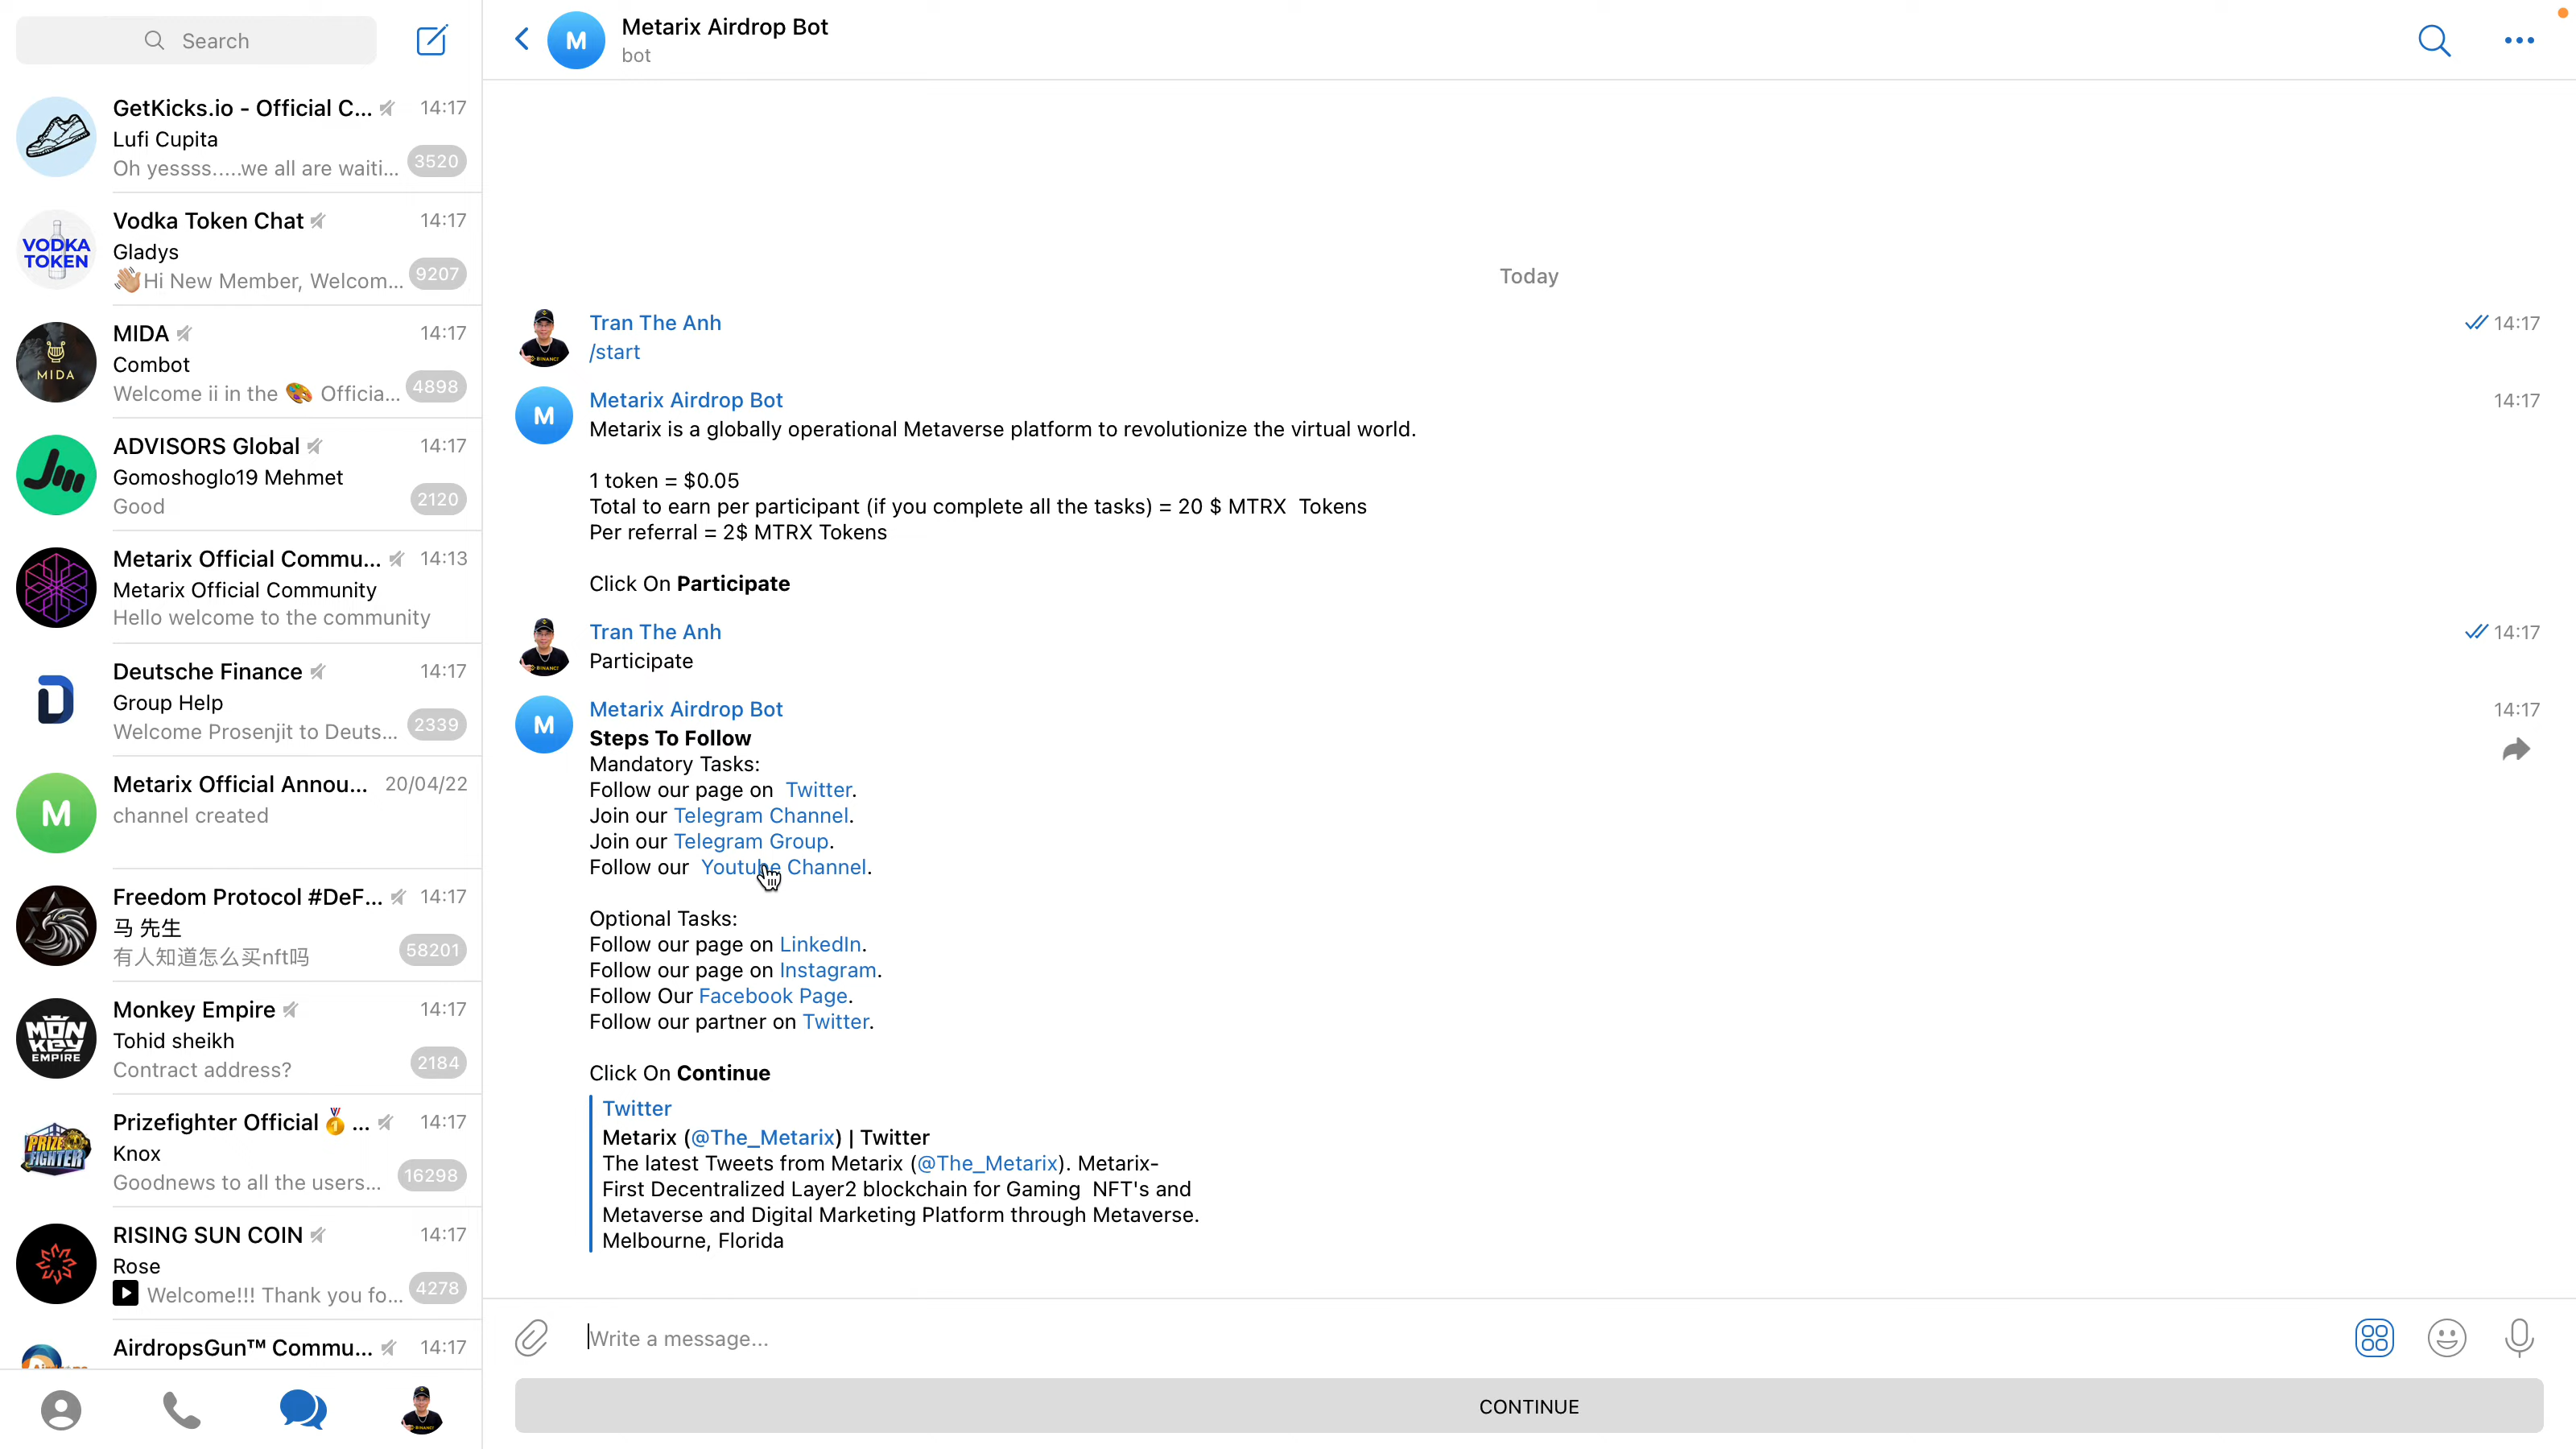 Search
GetKicks.io - Official C... 14:17
Lufi Cupita
Oh yessss.....we all are waiti... 3520
VODKA
TOKEN
Vodka Token Chat 14:17
Gladys
👋🏼Hi New Member, Welcom... 9207
MIDA
MIDA 14:17
Combot
Welcome ii in the 🎨 Officia... 4898
ADVISORS Global 14:17
Gomoshoglo19 Mehmet
Good 2120
Metarix Official Commu... 14:13
Metarix Official Community
Hello welcome to the community
Deutsche Finance 14:17
Group Help
Welcome Prosenjit to Deuts... 2339
M
Metarix Official Annou... 20/04/22
channel created
Freedom Protocol #DeF... 14:17
马 先生
有人知道怎么买nft吗 58201
MON
KEY
EMPIRE
Monkey Empire 14:17
Tohid sheikh
Contract address? 2184
PRIZE
FIGHTER
Prizefighter Official 🥇 ... 14:17
Knox
Goodnews to all the users... 16298
RISING SUN COIN 14:17
Rose
Welcome!!! Thank you fo... 4278
AirdropsGun™ Commu... 14:17
M
Metarix Airdrop Bot
bot
Today
Tran The Anh 14:17
/start
M
Metarix Airdrop Bot 14:17
Metarix is a globally operational Metaverse platform to revolutionize the virtual world.
1 token = $0.05
Total to earn per participant (if you complete all the tasks) = 20 $ MTRX  Tokens
Per referral = 2$ MTRX Tokens
Click On Participate
Tran The Anh 14:17
Participate
M
Metarix Airdrop Bot 14:17
Steps To Follow
Mandatory Tasks:
Follow our page on  Twitter.
Join our Telegram Channel.
Join our Telegram Group.
Follow our  Youtube Channel.
Optional Tasks:
Follow our page on LinkedIn.
Follow our page on Instagram.
Follow Our Facebook Page.
Follow our partner on Twitter.
Click On Continue
Twitter
Metarix (@The_Metarix) | Twitter
The latest Tweets from Metarix (@The_Metarix). Metarix-
First Decentralized Layer2 blockchain for Gaming  NFT's and
Metaverse and Digital Marketing Platform through Metaverse.
Melbourne, Florida
Write a message...
CONTINUE